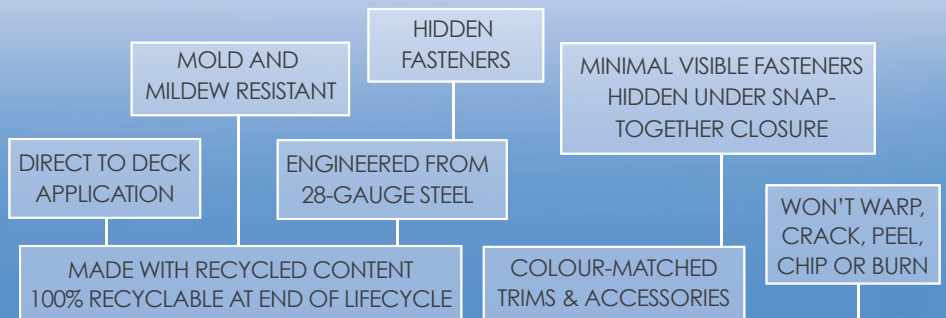 HIDDEN
FASTENERS
MOLD AND
MILDEW RESISTANT
MINIMAL VISIBLE FASTENERS
HIDDEN UNDER SNAP-
TOGETHER CLOSURE
DIRECT TO DECK
APPLICATION
ENGINEERED FROM
28-GAUGE STEEL
WON'T WARP,
CRACK, PEEL,
CHIP OR BURN
MADE WITH RECYCLED CONTENT
100% RECYCLABLE AT END OF LIFECYCLE
COLOUR-MATCHED
TRIMS & ACCESSORIES